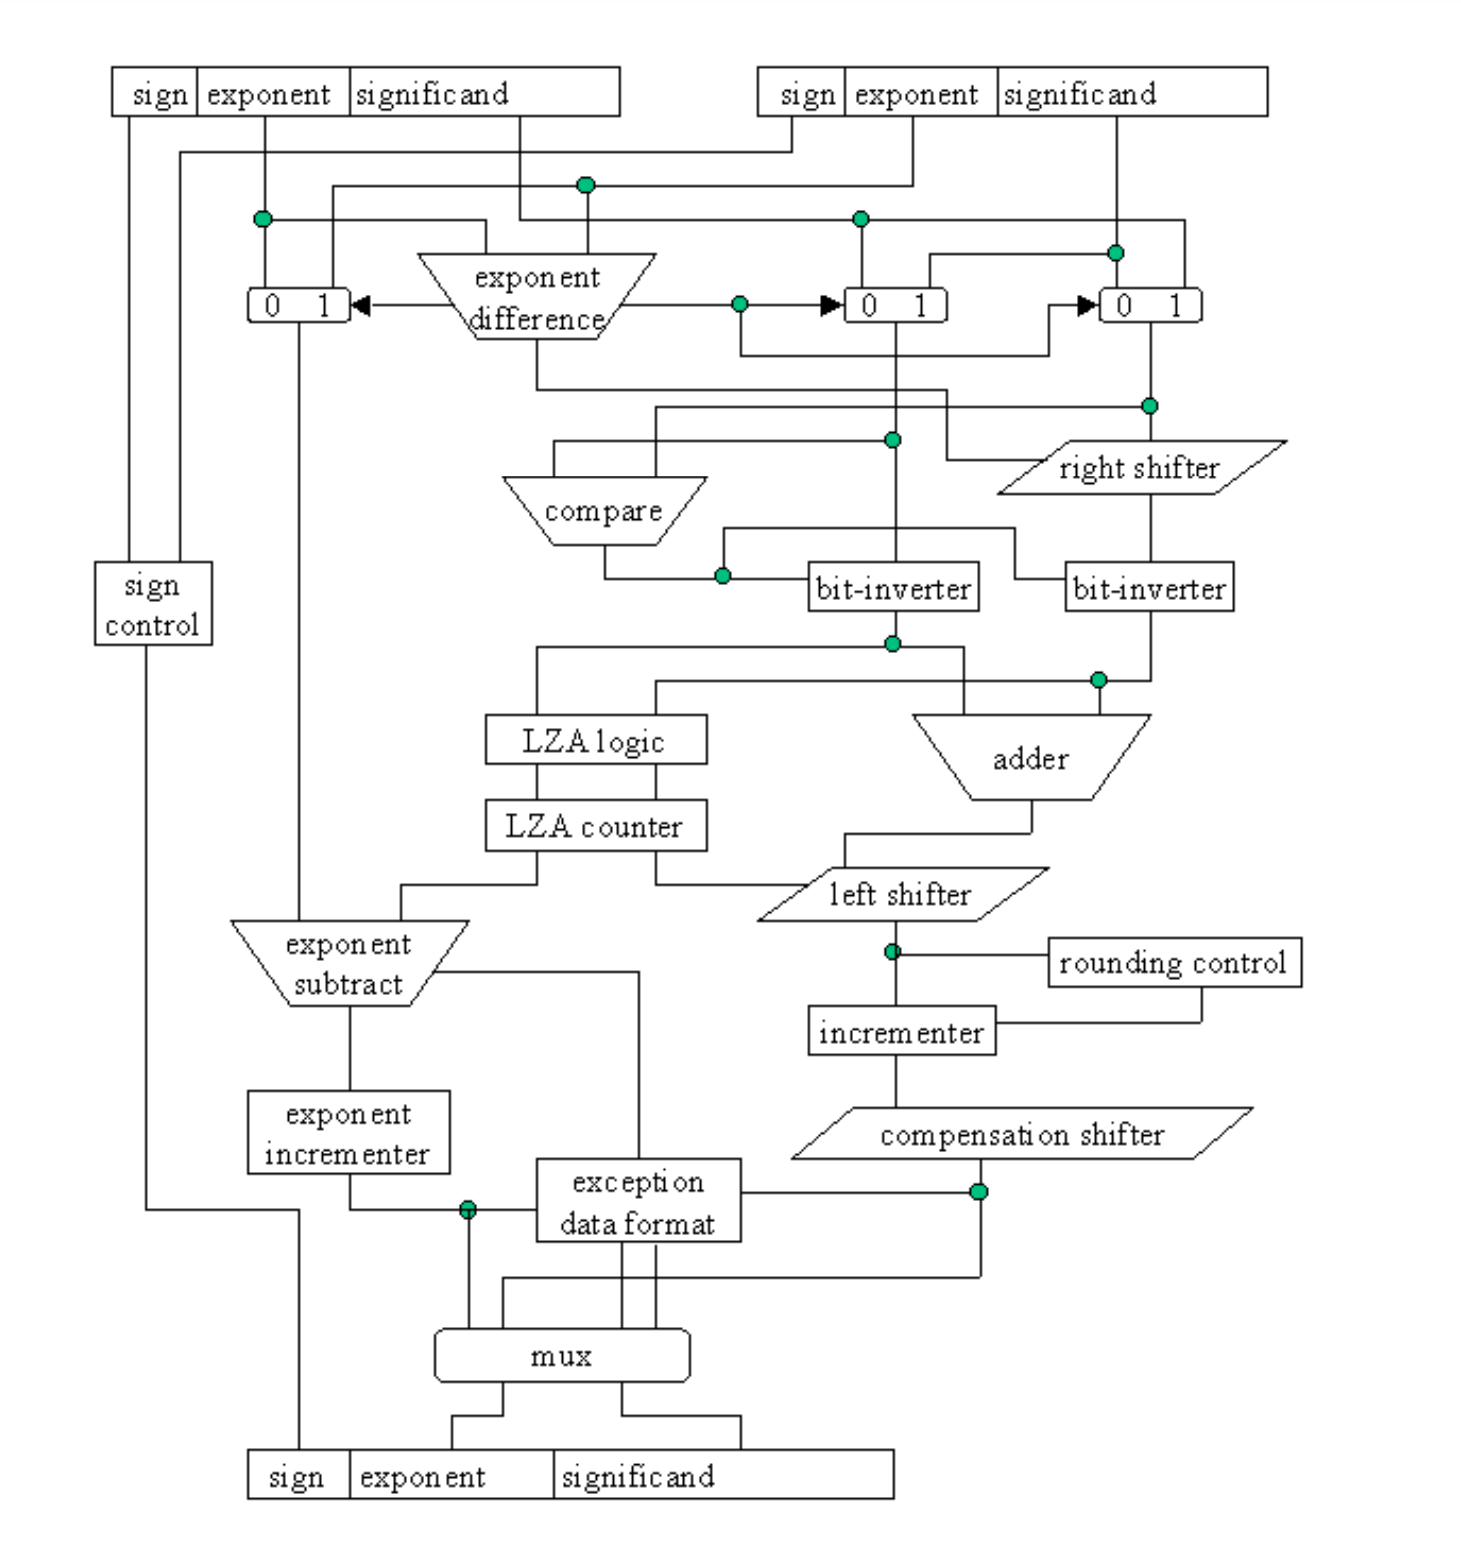 sign exponent significand
sign exponent significand
exponent
difference
0 1
0 1
0 1
right shifter
compare
sign
control
bit-inverter
bit-inverter
LZA logic
adder
LZA counter
left shifter
exponent
subtract
rounding control
incrementer
exponent
incrementer
compensation shifter
exception
data format
mux
sign exponent significand